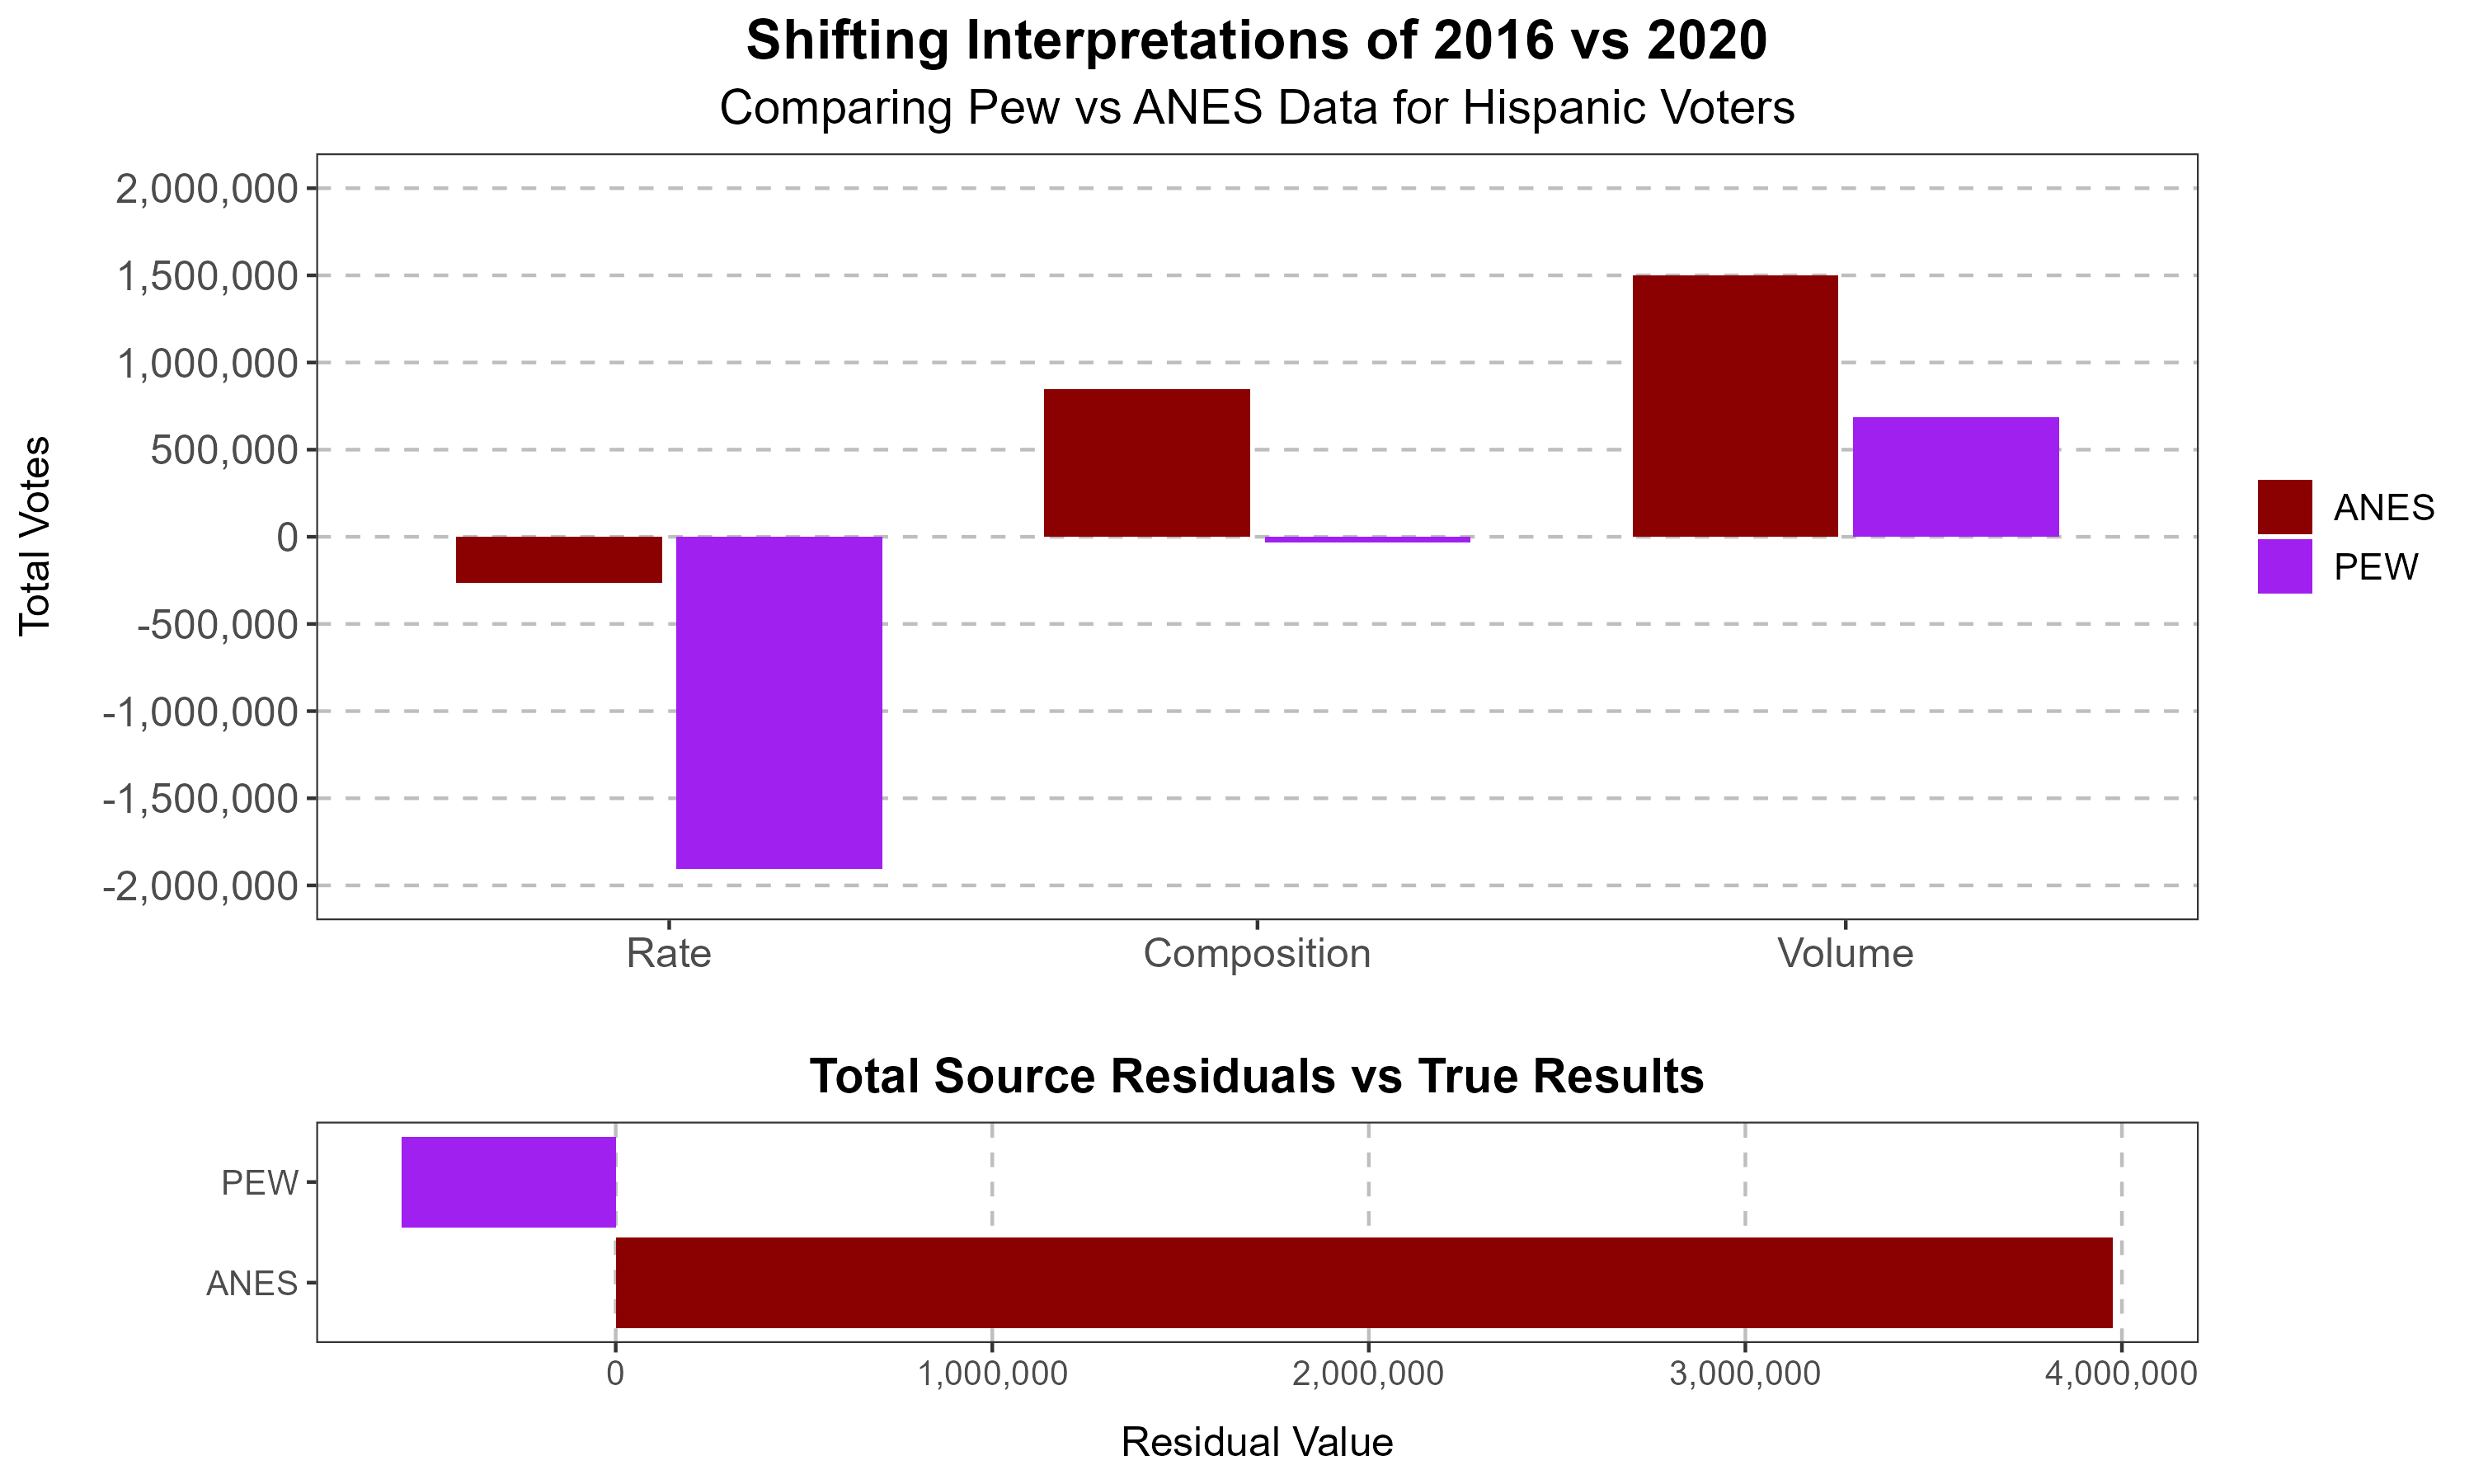 Shifting Interpretations of 2016 vs 2020
Comparing Pew vs ANES Data for Hispanic Voters
Total Votes
2,000,000
1,500,000
1,000,000
500,000
0
-500,000
-1,000,000
-1,500,000
-2,000,000
Rate
Composition
Volume
ANES
PEW
Total Source Residuals vs True Results
PEW
ANES
0
1,000,000
2,000,000
3,000,000
4,000,000
Residual Value